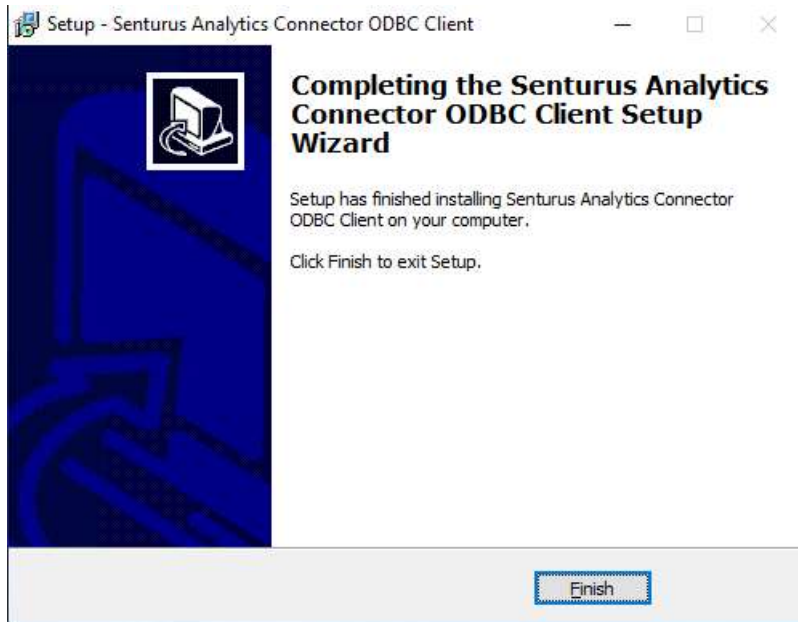 Setup - Senturus Analytics Connector ODBC Client
Completing the Senturus Analytics
Connector ODBC Client Setup
Wizard
Setup has finished installing Senturus Analytics Connector
ODBC Client on your computer.
Click Finish to exit Setup.
Finish